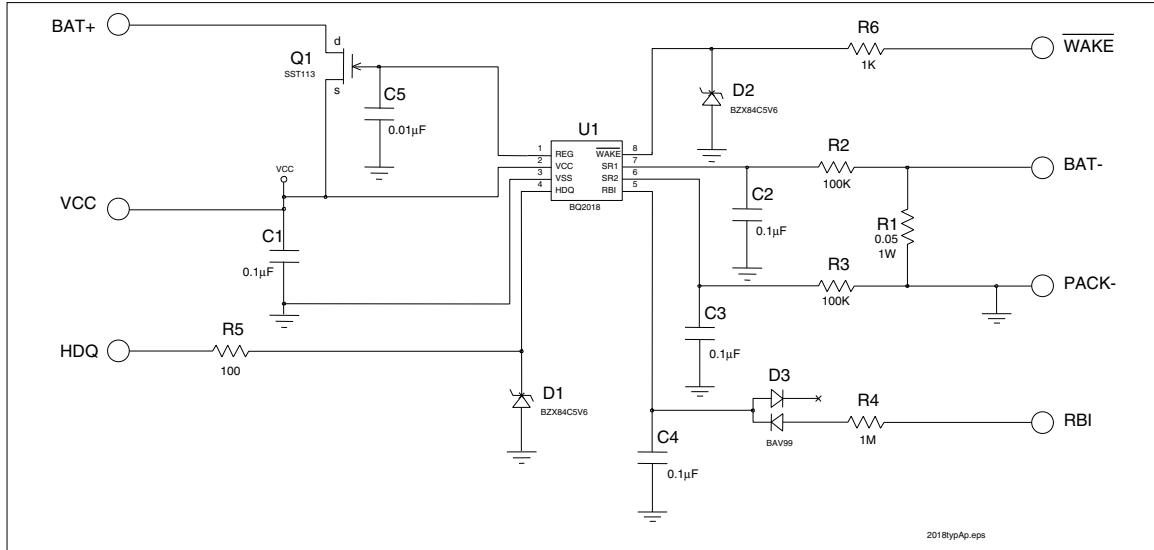 BAT+
d
Q1
SST113
s
C5
0.01µF
VCC
VCC
C1
0.1µF
HDQ
R5
100
D1
BZX84C5V6
U1
1 REG WAKE 8
2 VCC SR1 7
3 VSS SR2 6
4 HDQ RBI 5
BQ2018
R6
1K
WAKE
D2
BZX84C5V6
R2
100K
BAT-
C2
0.1µF
R1
0.05
1W
R3
100K
PACK-
C3
0.1µF
D3
BAV99
R4
1M
RBI
C4
0.1µF
2018typAp.eps